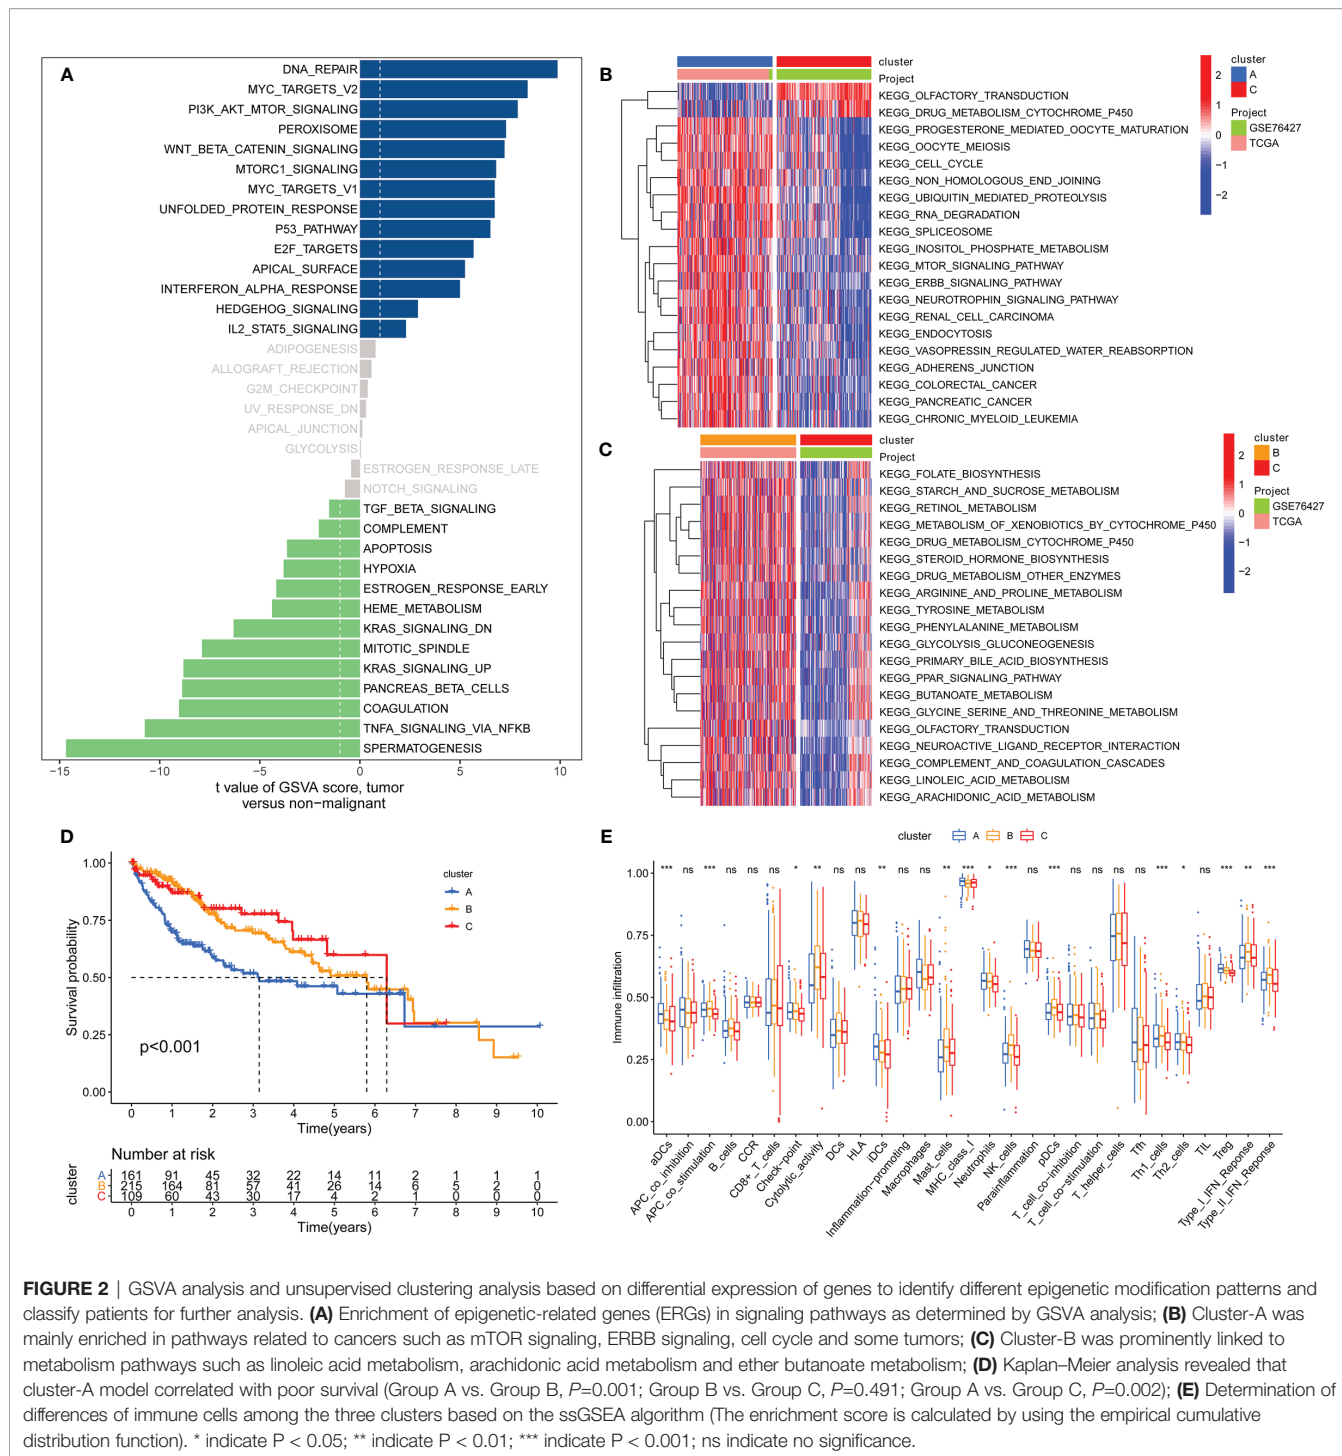 A
DNA_REPAIR
MYC_TARGETS_V2
PI3K_AKT_MTOR_SIGNALING
PEROXISOME
WNT_BETA_CATENIN_SIGNALING
MTORC1_SIGNALING
MYC_TARGETS_V1
UNFOLDED_PROTEIN_RESPONSE
P53_PATHWAY
E2F_TARGETS
APICAL_SURFACE
INTERFERON_ALPHA_RESPONSE
HEDGEHOG_SIGNALING
IL2_STAT5_SIGNALING
ADIPOGENESIS
ALLOGRAFT_REJECTION
G2M_CHECKPOINT
UV_RESPONSE_DN
APICAL_JUNCTION
GLYCOLYSIS
ESTROGEN_RESPONSE_LATE
NOTCH_SIGNALING
TGF_BETA_SIGNALING
COMPLEMENT
APOPTOSIS
HYPOXIA
ESTROGEN_RESPONSE_EARLY
HEME_METABOLISM
KRAS_SIGNALING_DN
MITOTIC_SPINDLE
KRAS_SIGNALING_UP
PANCREAS_BETA_CELLS
COAGULATION
TNFA_SIGNALING_VIA_NFKB
SPERMATOGENESIS
−15 −10 −5 0 5 10
t value of GSVA score, tumor
versus non−malignant
B
cluster
Project
KEGG_OLFACTORY_TRANSDUCTION
KEGG_DRUG_METABOLISM_CYTOCHROME_P450
KEGG_PROGESTERONE_MEDIATED_OOCYTE_MATURATION
KEGG_OOCYTE_MEIOSIS
KEGG_CELL_CYCLE
KEGG_NON_HOMOLOGOUS_END_JOINING
KEGG_UBIQUITIN_MEDIATED_PROTEOLYSIS
KEGG_RNA_DEGRADATION
KEGG_SPLICEOSOME
KEGG_INOSITOL_PHOSPHATE_METABOLISM
KEGG_MTOR_SIGNALING_PATHWAY
KEGG_ERBB_SIGNALING_PATHWAY
KEGG_NEUROTROPHIN_SIGNALING_PATHWAY
KEGG_RENAL_CELL_CARCINOMA
KEGG_ENDOCYTOSIS
KEGG_VASOPRESSIN_REGULATED_WATER_REABSORPTION
KEGG_ADHERENS_JUNCTION
KEGG_COLORECTAL_CANCER
KEGG_PANCREATIC_CANCER
KEGG_CHRONIC_MYELOID_LEUKEMIA
2
1
0
−1
−2
cluster
A
C
Project
GSE76427
TCGA
C
cluster
Project
KEGG_FOLATE_BIOSYNTHESIS
KEGG_STARCH_AND_SUCROSE_METABOLISM
KEGG_RETINOL_METABOLISM
KEGG_METABOLISM_OF_XENOBIOTICS_BY_CYTOCHROME_P450
KEGG_DRUG_METABOLISM_CYTOCHROME_P450
KEGG_STEROID_HORMONE_BIOSYNTHESIS
KEGG_DRUG_METABOLISM_OTHER_ENZYMES
KEGG_ARGININE_AND_PROLINE_METABOLISM
KEGG_TYROSINE_METABOLISM
KEGG_PHENYLALANINE_METABOLISM
KEGG_GLYCOLYSIS_GLUCONEOGENESIS
KEGG_PRIMARY_BILE_ACID_BIOSYNTHESIS
KEGG_PPAR_SIGNALING_PATHWAY
KEGG_BUTANOATE_METABOLISM
KEGG_GLYCINE_SERINE_AND_THREONINE_METABOLISM
KEGG_OLFACTORY_TRANSDUCTION
KEGG_NEUROACTIVE_LIGAND_RECEPTOR_INTERACTION
KEGG_COMPLEMENT_AND_COAGULATION_CASCADES
KEGG_LINOLEIC_ACID_METABOLISM
KEGG_ARACHIDONIC_ACID_METABOLISM
2
1
0
−1
−2
cluster
B
C
Project
GSE76427
TCGA
D
cluster
A
B
C
1.00
0.75
0.50
0.25
0.00
Survival probability
p<0.001
0 1 2 3 4 5 6 7 8 9 10
Time(years)
Number at risk
cluster
A 161 91 45 32 22 14 11 2 1 1 1
B 215 164 81 57 41 26 14 6 5 2 0
C 109 60 43 30 17 4 2 1 0 0 0
0 1 2 3 4 5 6 7 8 9 10
Time(years)
E
cluster A B C
*** ns *** ns ns ns * ** ns ns ** ns ns ** *** * *** ns *** ns ns ns ns *** * ns *** ** ***
1.00
0.75
0.50
0.25
0.00
Immune infiltration
aDCs
APC_co_inhibition
APC_co_stimulation
B_cells
CCR
CD8+_T_cells
Check−point
Cytolytic_activity
DCs
HLA
iDCs
Inflammation−promoting
Macrophages
Mast_cells
MHC_class_I
Neutrophils
NK_cells
Parainflammation
pDCs
T_cell_co−inhibition
T_cell_co−stimulation
T_helper_cells
Tfh
Th1_cells
Th2_cells
TIL
Treg
Type_I_IFN_Reponse
Type_II_IFN_Reponse
FIGURE 2 | GSVA analysis and unsupervised clustering analysis based on differential expression of genes to identify different epigenetic modification patterns and
classify patients for further analysis. (A) Enrichment of epigenetic-related genes (ERGs) in signaling pathways as determined by GSVA analysis; (B) Cluster-A was
mainly enriched in pathways related to cancers such as mTOR signaling, ERBB signaling, cell cycle and some tumors; (C) Cluster-B was prominently linked to
metabolism pathways such as linoleic acid metabolism, arachidonic acid metabolism and ether butanoate metabolism; (D) Kaplan–Meier analysis revealed that
cluster-A model correlated with poor survival (Group A vs. Group B, P=0.001; Group B vs. Group C, P=0.491; Group A vs. Group C, P=0.002); (E) Determination of
differences of immune cells among the three clusters based on the ssGSEA algorithm (The enrichment score is calculated by using the empirical cumulative
distribution function). * indicate P < 0.05; ** indicate P < 0.01; *** indicate P < 0.001; ns indicate no significance.